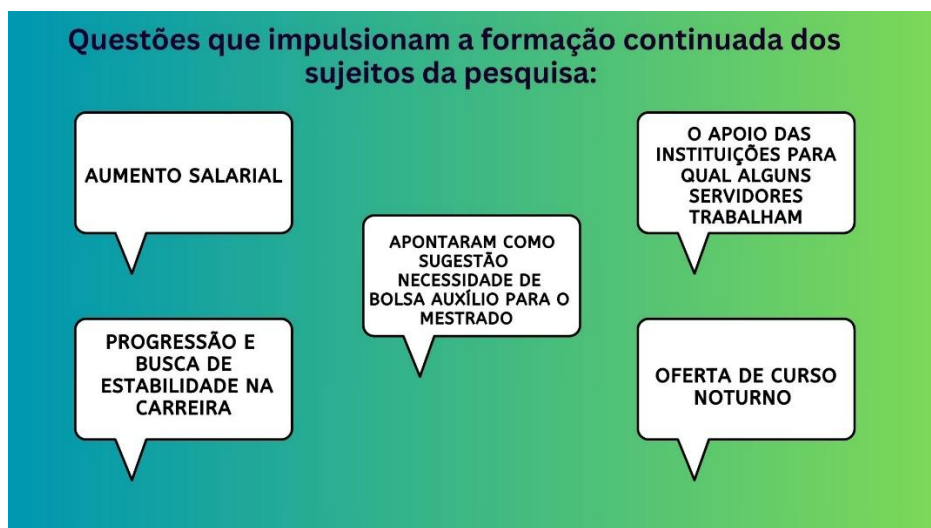 Questões que impulsionam a formação continuada dos
sujeitos da pesquisa:
AUMENTO SALARIAL
O APOIO DAS
INSTITUIÇÕES PARA
QUAL ALGUNS
SERVIDORES
TRABALHAM
APONTARAM COMO
SUGESTÃO
NECESSIDADE DE
BOLSA AUXÍLIO PARA O
MESTRADO
PROGRESSÃO E
BUSCA DE
ESTABILIDADE NA
CARREIRA
OFERTA DE CURSO
NOTURNO